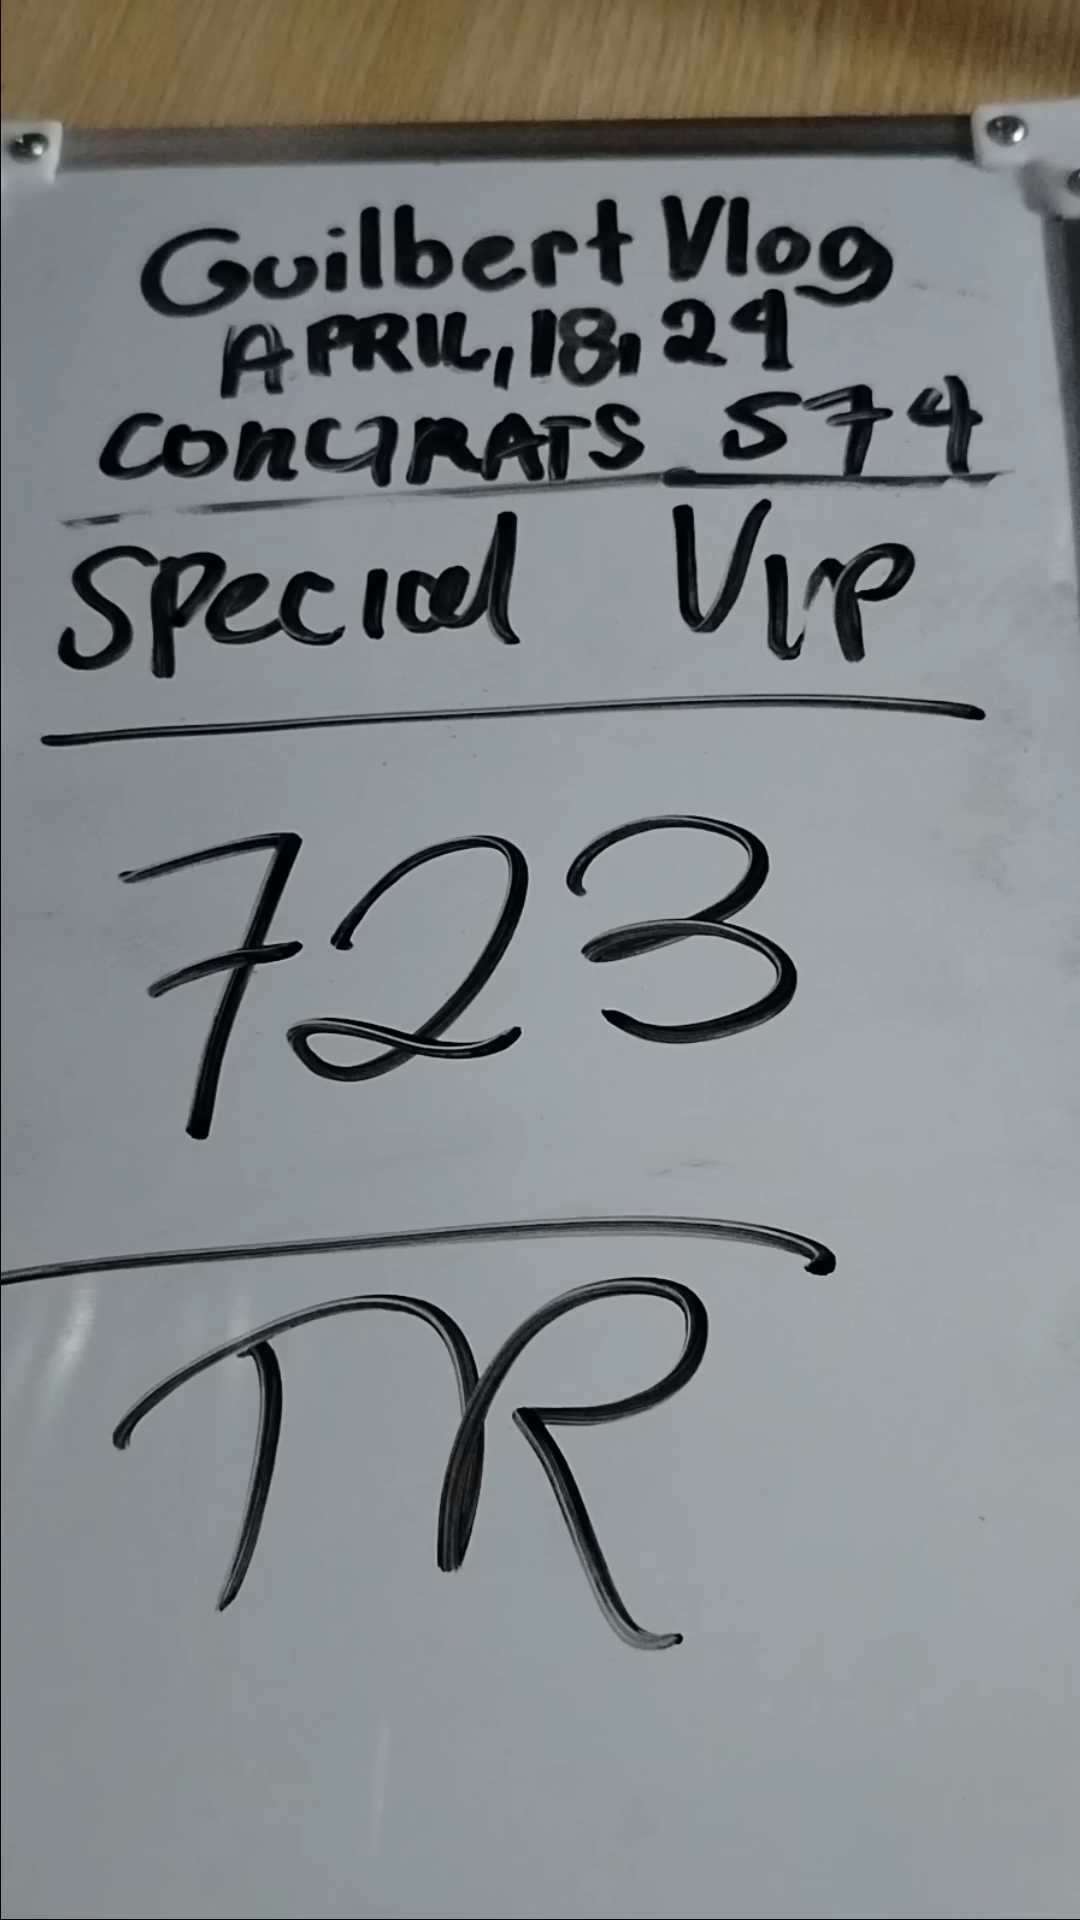 Guilbert Vlog
APRIL, 18, 24
CONGRATS 574
Special Vip
723
TR